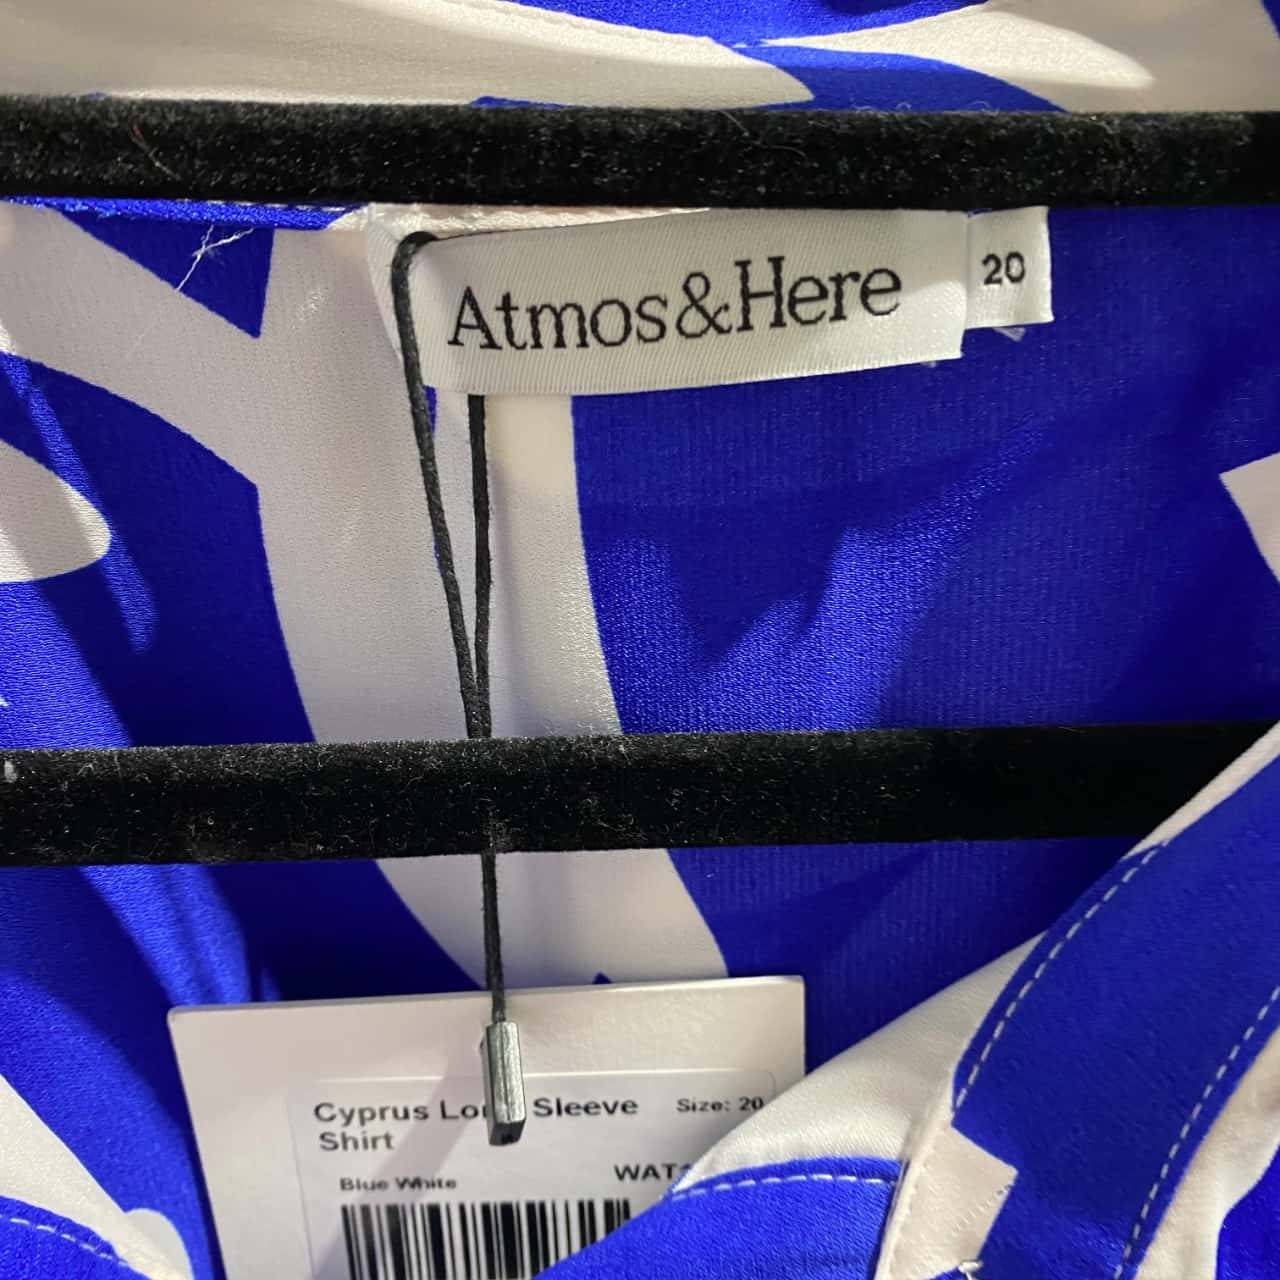 Atmos&Here
20
Cyprus Lo Sleeve Size: 20
Shirt
Blue White
WAT